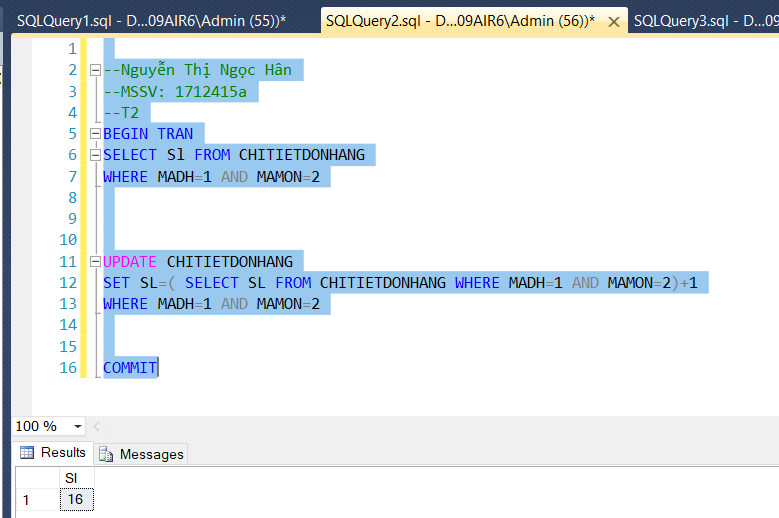 SQLQuery1.sql - D...09AIR6\Admin (55))* SQLQuery2.sql - D...09AIR6\Admin (56))* SQLQuery3.sql - D...09
1
2 --Nguyễn Thị Ngọc Hân
3 --MSSV: 1712415a
4 --T2
5 BEGIN TRAN
6 SELECT Sl FROM CHITIETDONHANG
7 WHERE MADH=1 AND MAMON=2
8
9
10
11 UPDATE CHITIETDONHANG
12 SET SL=( SELECT SL FROM CHITIETDONHANG WHERE MADH=1 AND MAMON=2)+1
13 WHERE MADH=1 AND MAMON=2
14
15
16 COMMIT
100 %
Results Messages
Sl
1 16